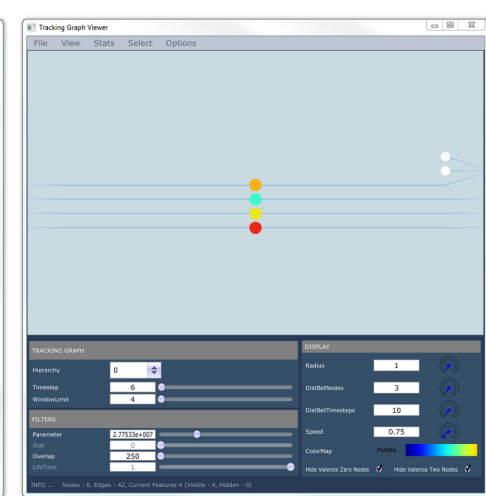 Tracking Graph Viewer
File View Stats Select Options
TRACKING GRAPH
Hierarchy 0
Timestep 6
WindowLimit 4
FILTERS
Parameter 2.77533e+007
Stat 0
Overlap 250
LifeTime 1
DISPLAY
Radius 1
DistBetNodes 3
DistBetTimesteps 10
Speed 0.75
ColorMap Palette
Hide Valence Zero Nodes Hide Valence Two Nodes
INFO ... Nodes : 6, Edges : 42, Current Features 4 (Visible - 4, Hidden - 0)